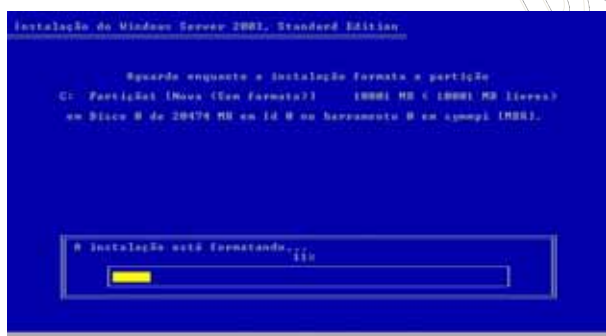 Instalação do Windows Server 2003, Standard Edition
Aguarde enquanto a instalação formata a partição
C: Partição1 [Nova (Sem formato)] 10001 MB ( 10001 MB livres)
em Disco 0 de 20474 MB em Id 0 no barramento 0 em symmpi [MBR].
A instalação está formatando...
11%